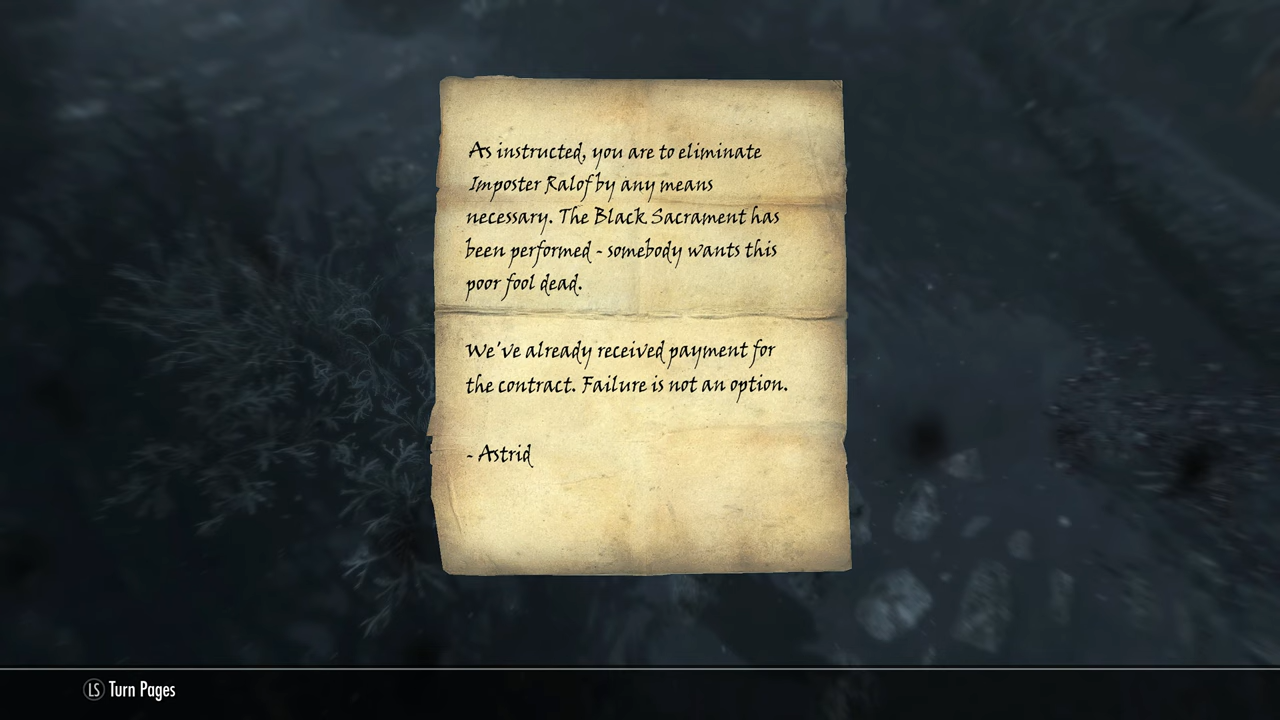 As instructed, you are to eliminate
Imposter Ralof by any means
necessary. The Black Sacrament has
been performed - somebody wants this
poor fool dead.
We've already received payment for
the contract. Failure is not an option.
- Astrid
LS Turn Pages